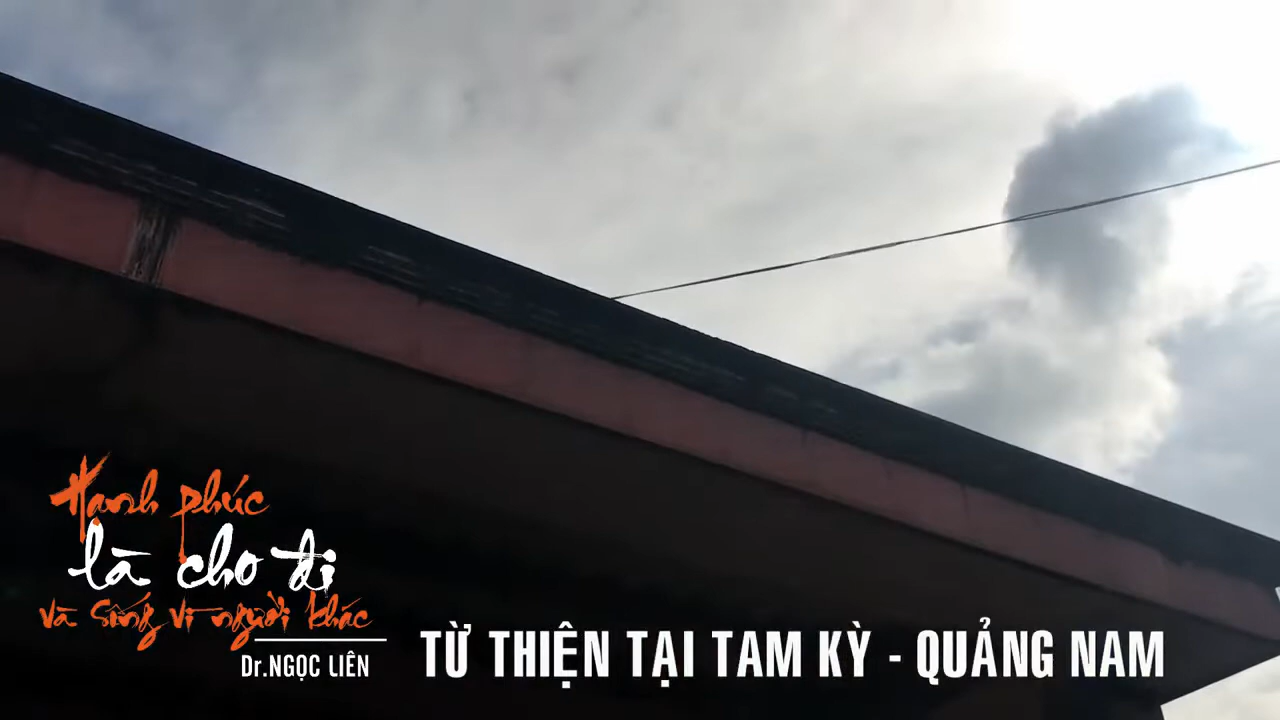 Hạnh phúc
là cho đi
và sống vì người khác
Dr.NGỌC LIÊN
TỪ THIỆN TẠI TAM KỲ - QUẢNG NAM